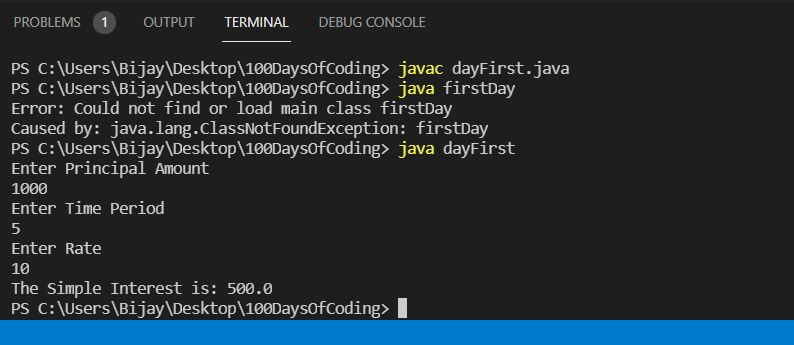 PROBLEMS 1 OUTPUT TERMINAL DEBUG CONSOLE
PS C:\Users\Bijay\Desktop\100DaysOfCoding> javac dayFirst.java
PS C:\Users\Bijay\Desktop\100DaysOfCoding> java firstDay
Error: Could not find or load main class firstDay
Caused by: java.lang.ClassNotFoundException: firstDay
PS C:\Users\Bijay\Desktop\100DaysOfCoding> java dayFirst
Enter Principal Amount
1000
Enter Time Period
5
Enter Rate
10
The Simple Interest is: 500.0
PS C:\Users\Bijay\Desktop\100DaysOfCoding>